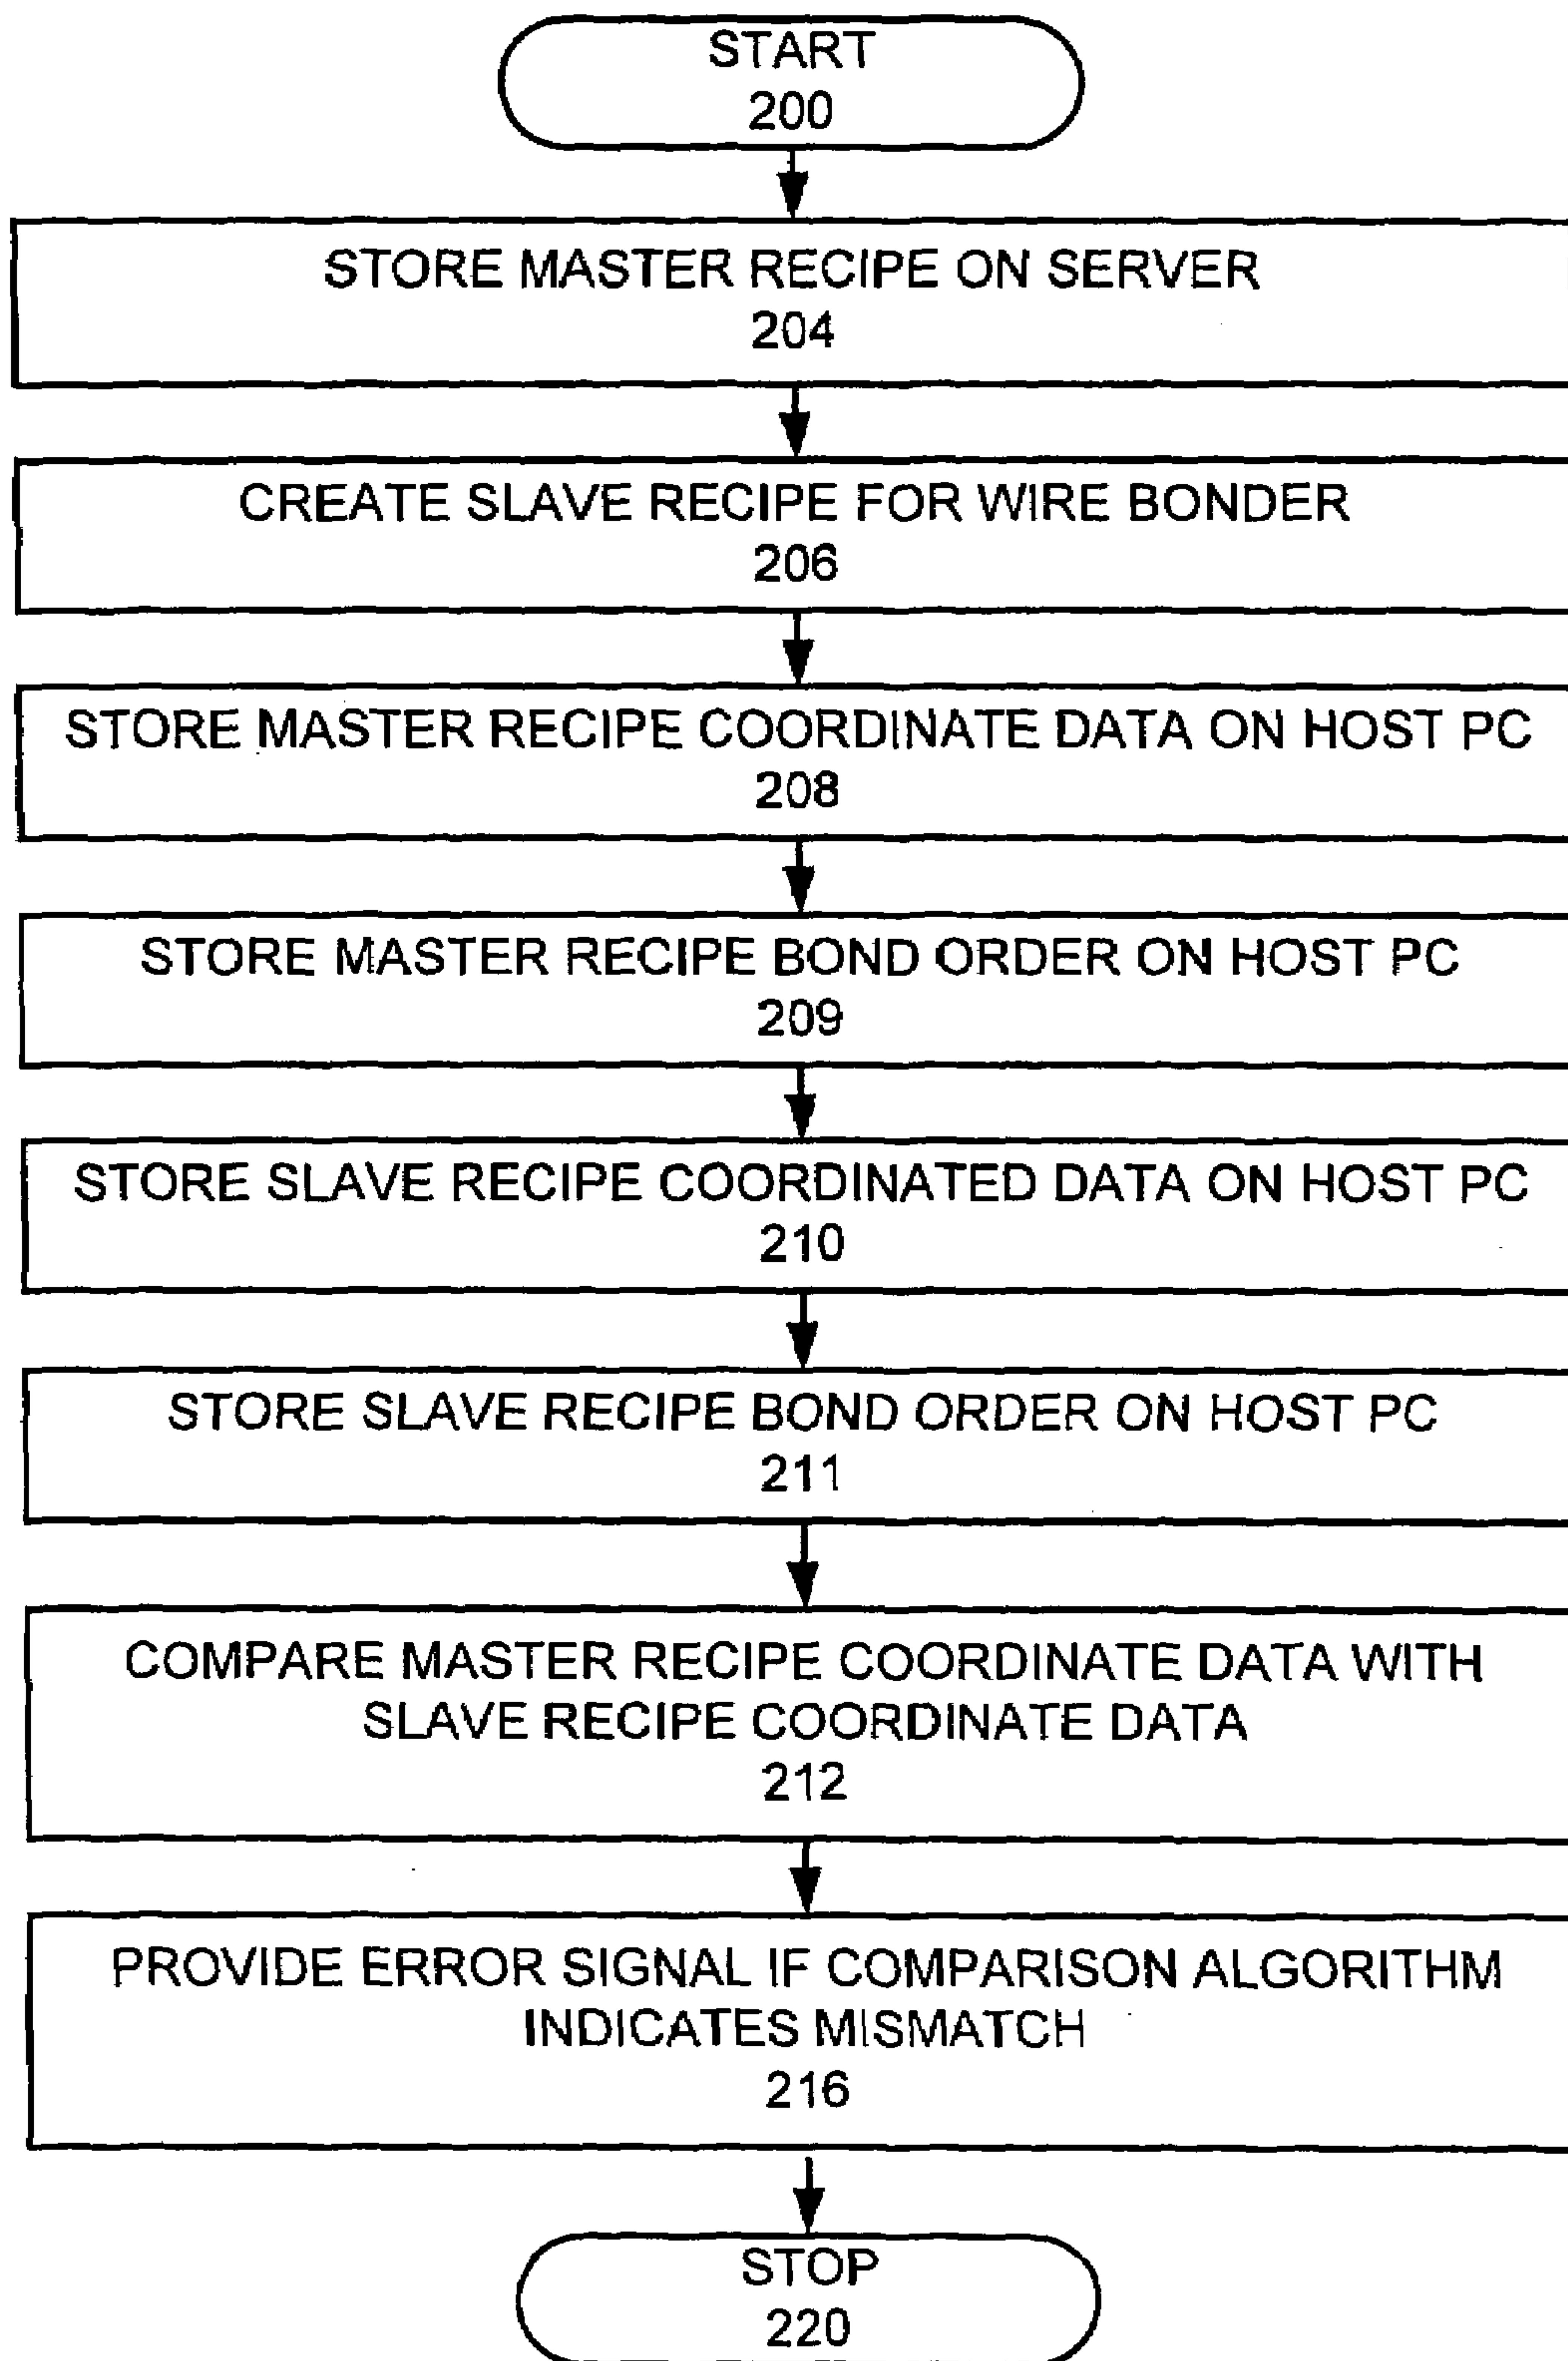 START
200
STORE MASTER RECIPE ON SERVER
204
CREATE SLAVE RECIPE FOR WIRE BONDER
206
STORE MASTER RECIPE COORDINATE DATA ON HOST PC
208
STORE MASTER RECIPE BOND ORDER ON HOST PC
209
STORE SLAVE RECIPE COORDINATED DATA ON HOST PC
210
STORE SLAVE RECIPE BOND ORDER ON HOST PC
211
COMPARE MASTER RECIPE COORDINATE DATA WITH
SLAVE RECIPE COORDINATE DATA
212
PROVIDE ERROR SIGNAL IF COMPARISON ALGORITHM
INDICATES MISMATCH
216
STOP
220